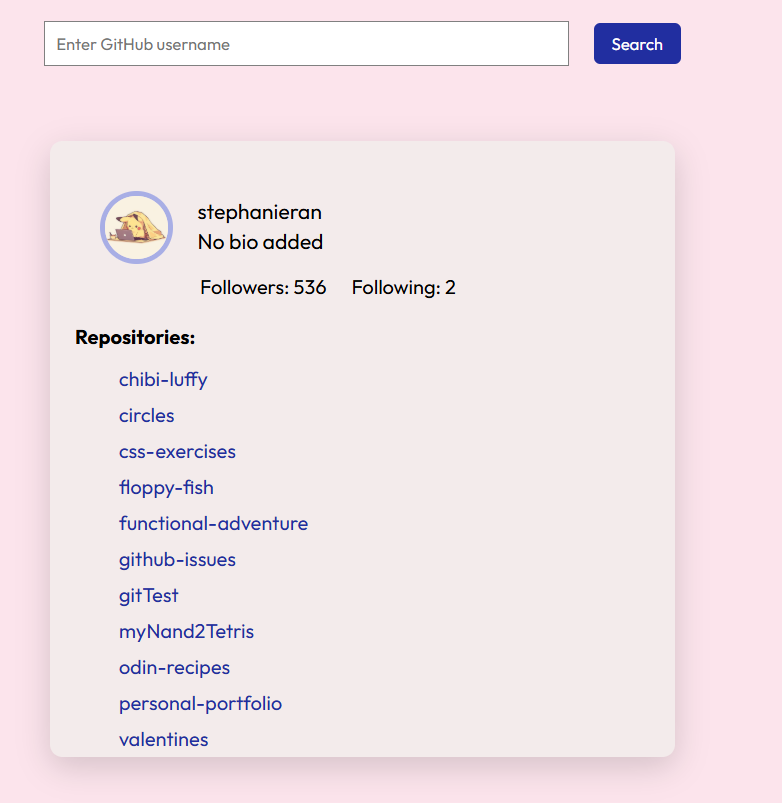 Enter GitHub username Search
stephanieran
No bio added
Followers: 536 Following: 2
Repositories:
chibi-luffy
circles
css-exercises
floppy-fish
functional-adventure
github-issues
gitTest
myNand2Tetris
odin-recipes
personal-portfolio
valentines